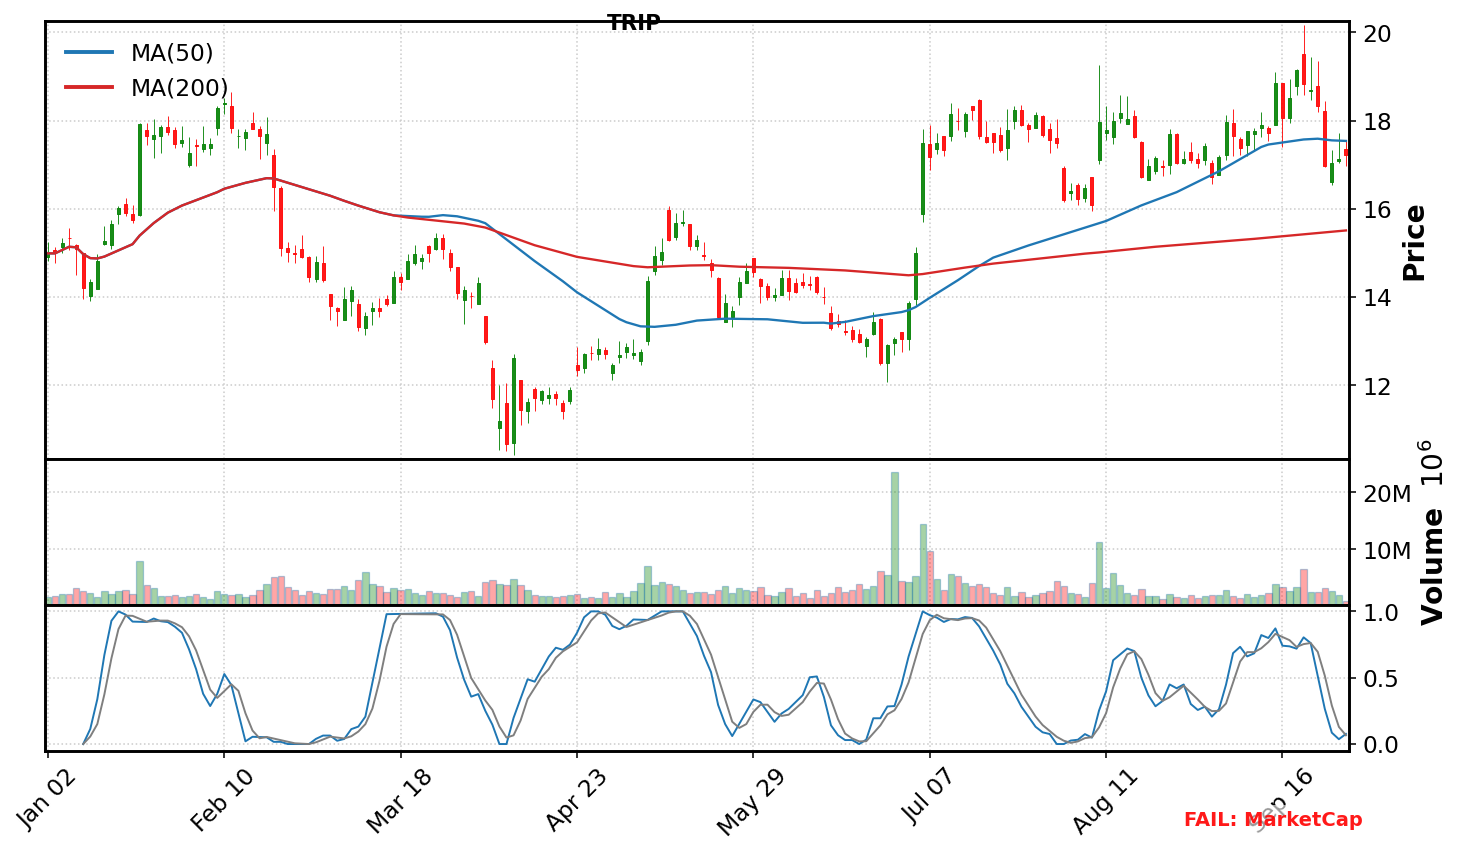 TRIP
MA(50)
MA(200)
20
18
16
14
12
Price
20M
10M
Volume 10^6
1.0
0.5
0.0
Jan 02
Feb 10
Mar 18
Apr 23
May 29
Jul 07
Aug 11
Sep 16
FAIL: MarketCap